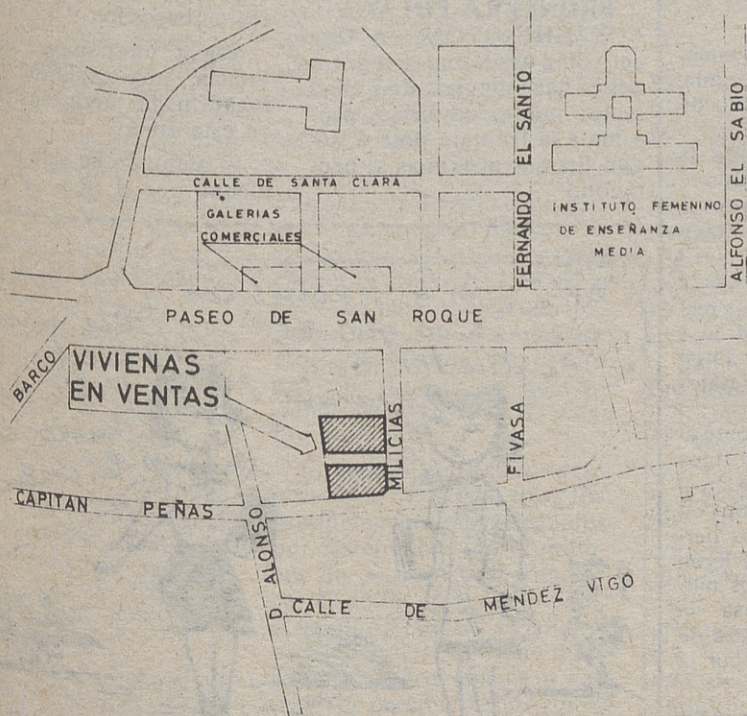 CALLE DE SANTA CLARA
GALERIAS
COMERCIALES
FERNANDO EL SANTO
INSTITUTO FEMENINO
DE ENSEÑANZA
MEDIA
ALFONSO EL SABIO
PASEO DE SAN ROQUE
BARCO
VIVIENAS
EN VENTAS
MILICIAS
FIVASA
CAPITAN PEÑAS
D. ALONSO
CALLE DE MENDEZ VIGO